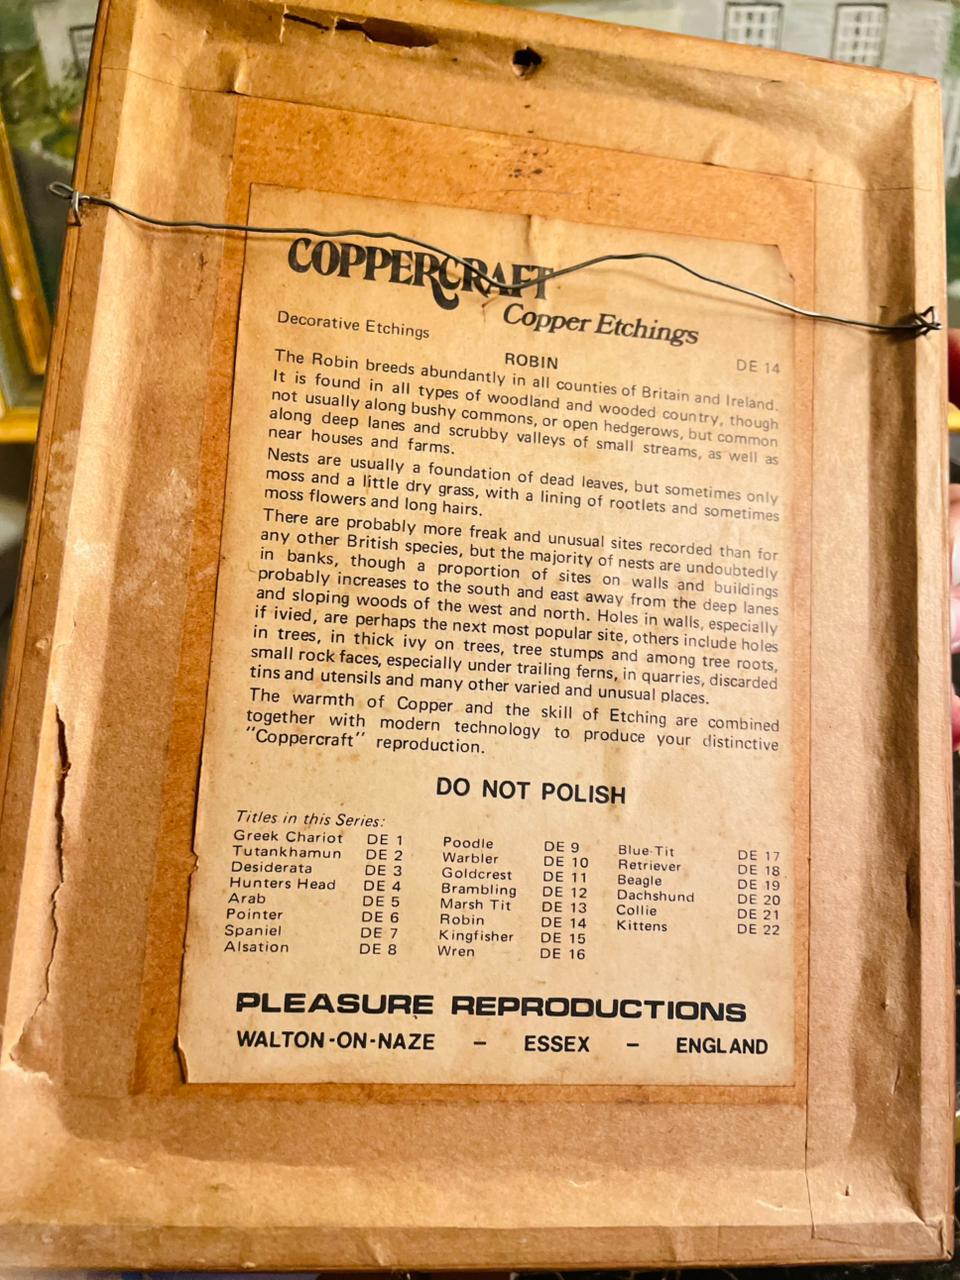 COPPERCRAFT
Copper Etchings
Decorative Etchings
ROBIN DE 14
The Robin breeds abundantly in all counties of Britain and Ireland.
It is found in all types of woodland and wooded country, though
not usually along bushy commons, or open hedgerows, but common
along deep lanes and scrubby valleys of small streams, as well as
near houses and farms.
Nests are usually a foundation of dead leaves, but sometimes only
moss and a little dry grass, with a lining of rootlets and sometimes
moss flowers and long hairs.
There are probably more freak and unusual sites recorded than for
any other British species, but the majority of nests are undoubtedly
in banks, though a proportion of sites on walls and buildings
probably increases to the south and east away from the deep lanes
and sloping woods of the west and north. Holes in walls, especially
if ivied, are perhaps the next most popular site, others include holes
in trees, in thick ivy on trees, tree stumps and among tree roots,
small rock faces, especially under trailing ferns, in quarries, discarded
tins and utensils and many other varied and unusual places.
The warmth of Copper and the skill of Etching are combined
together with modern technology to produce your distinctive
"Coppercraft" reproduction.
DO NOT POLISH
Titles in this Series:
Greek Chariot DE 1
Tutankhamun DE 2
Desiderata DE 3
Hunters Head DE 4
Arab DE 5
Pointer DE 6
Spaniel DE 7
Alsation DE 8
Poodle DE 9
Warbler DE 10
Goldcrest DE 11
Brambling DE 12
Marsh Tit DE 13
Robin DE 14
Kingfisher DE 15
Wren DE 16
Blue-Tit DE 17
Retriever DE 18
Beagle DE 19
Dachshund DE 20
Collie DE 21
Kittens DE 22
PLEASURE REPRODUCTIONS
WALTON-ON-NAZE – ESSEX – ENGLAND